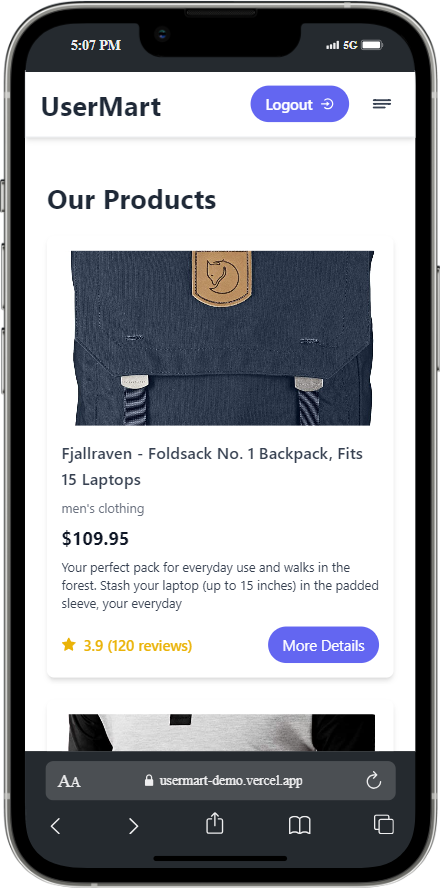 5:07 PM
5G
UserMart
Logout
Our Products
Fjallraven - Foldsack No. 1 Backpack, Fits
15 Laptops
men's clothing
$109.95
Your perfect pack for everyday use and walks in the
forest. Stash your laptop (up to 15 inches) in the padded
sleeve, your everyday
3.9 (120 reviews)
More Details
AA
usermart-demo.vercel.app